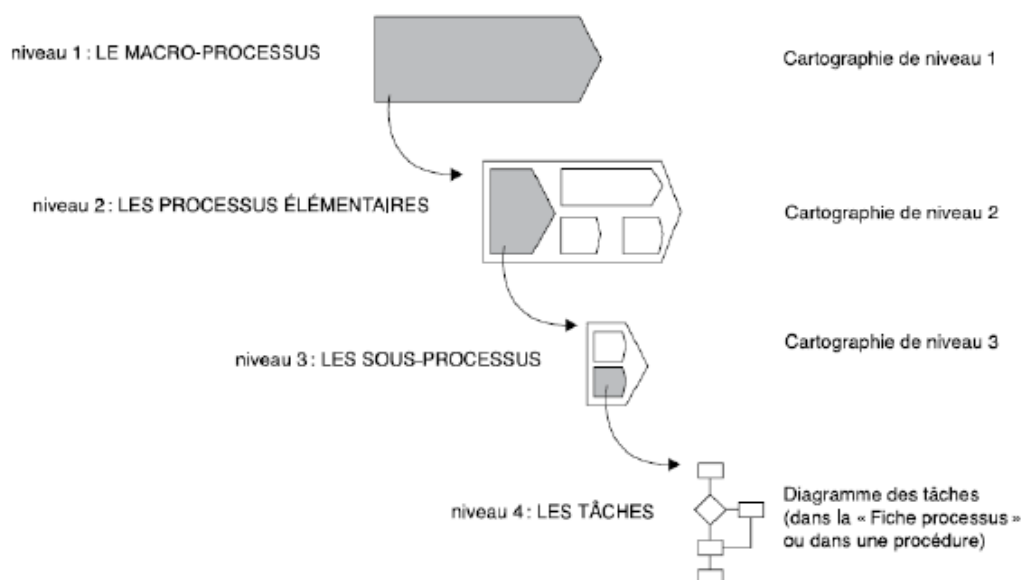 niveau 1 : LE MACRO-PROCESSUS
Cartographie de niveau 1
niveau 2 : LES PROCESSUS ÉLÉMENTAIRES
Cartographie de niveau 2
niveau 3 : LES SOUS-PROCESSUS
Cartographie de niveau 3
niveau 4 : LES TÂCHES
Diagramme des tâches
(dans la « Fiche processus »
ou dans une procédure)